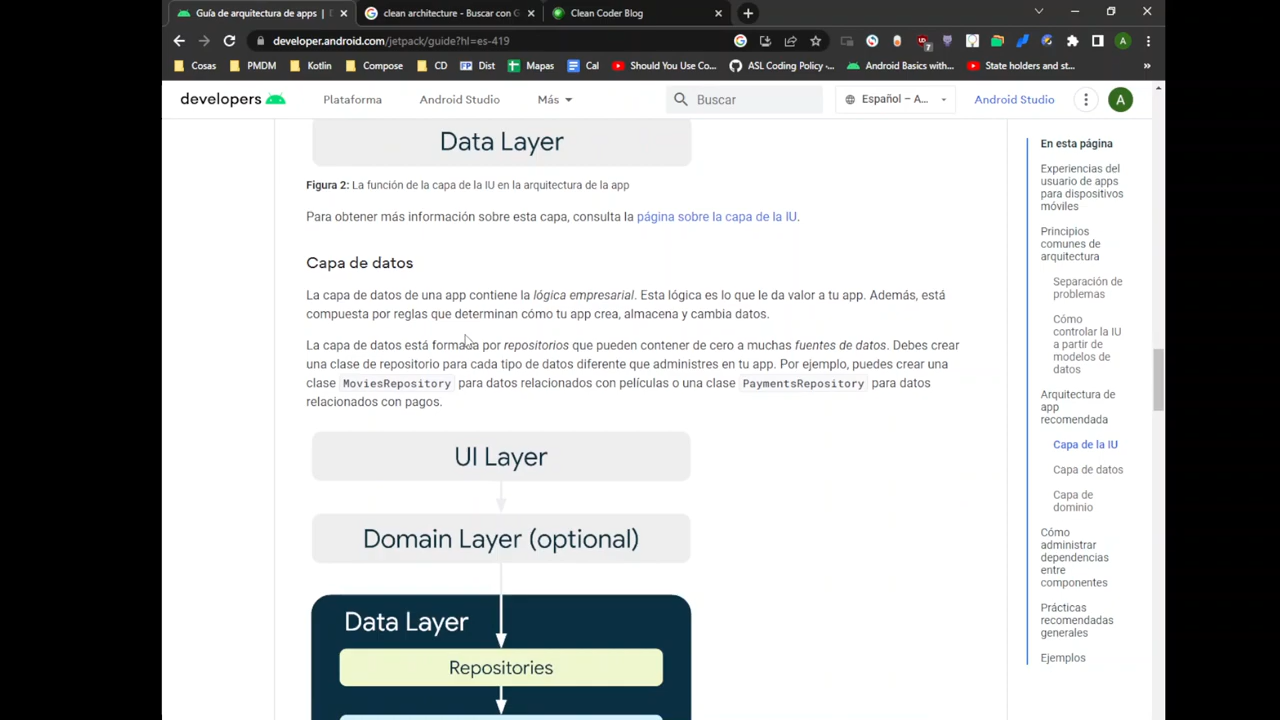 Guía de arquitectura de apps |
clean architecture - Buscar con G
Clean Coder Blog
developer.android.com/jetpack/guide?hl=es-419
7
A
Cosas
PMDM
Kotlin
Compose
CD
FP Dist
Mapas
Cal
Should You Use Co...
ASL Coding Policy -...
Android Basics with...
State holders and st...
»
developers
Plataforma
Android Studio
Más
Buscar
Español – A...
Android Studio
A
Data Layer
Figura 2: La función de la capa de la IU en la arquitectura de la app
Para obtener más información sobre esta capa, consulta la página sobre la capa de la IU.
Capa de datos
La capa de datos de una app contiene la lógica empresarial. Esta lógica es lo que le da valor a tu app. Además, está
compuesta por reglas que determinan cómo tu app crea, almacena y cambia datos.
La capa de datos está formada por repositorios que pueden contener de cero a muchas fuentes de datos. Debes crear
una clase de repositorio para cada tipo de datos diferente que administres en tu app. Por ejemplo, puedes crear una
clase MoviesRepository para datos relacionados con películas o una clase PaymentsRepository para datos
relacionados con pagos.
UI Layer
Domain Layer (optional)
Data Layer
Repositories
En esta página
Experiencias del
usuario de apps
para dispositivos
móviles
Principios
comunes de
arquitectura
Separación de
problemas
Cómo
controlar la IU
a partir de
modelos de
datos
Arquitectura de
app
recomendada
Capa de la IU
Capa de datos
Capa de
dominio
Cómo
administrar
dependencias
entre
componentes
Prácticas
recomendadas
generales
Ejemplos